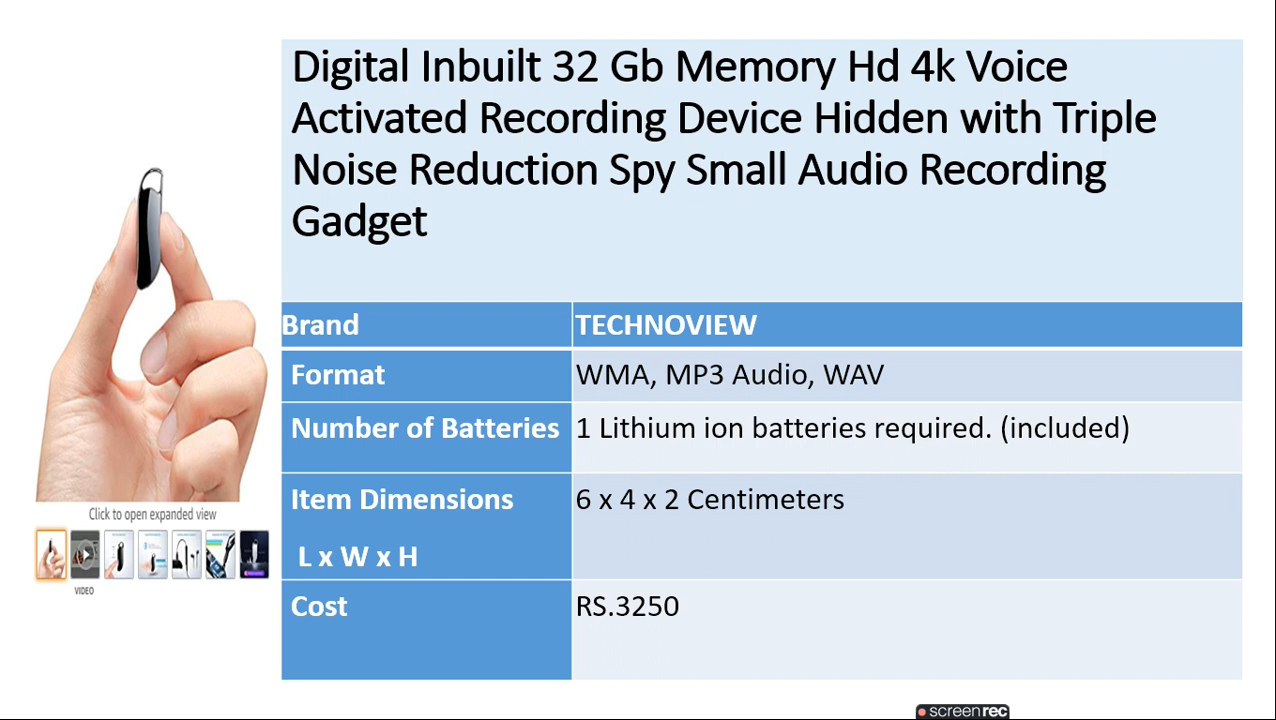 Digital Inbuilt 32 Gb Memory Hd 4k Voice
Activated Recording Device Hidden with Triple
Noise Reduction Spy Small Audio Recording
Gadget
Brand TECHNOVIEW
Format WMA, MP3 Audio, WAV
Number of Batteries 1 Lithium ion batteries required. (included)
Item Dimensions 6 x 4 x 2 Centimeters
L x W x H
Cost RS.3250
Click to open expanded view
VIDEO
screenrec